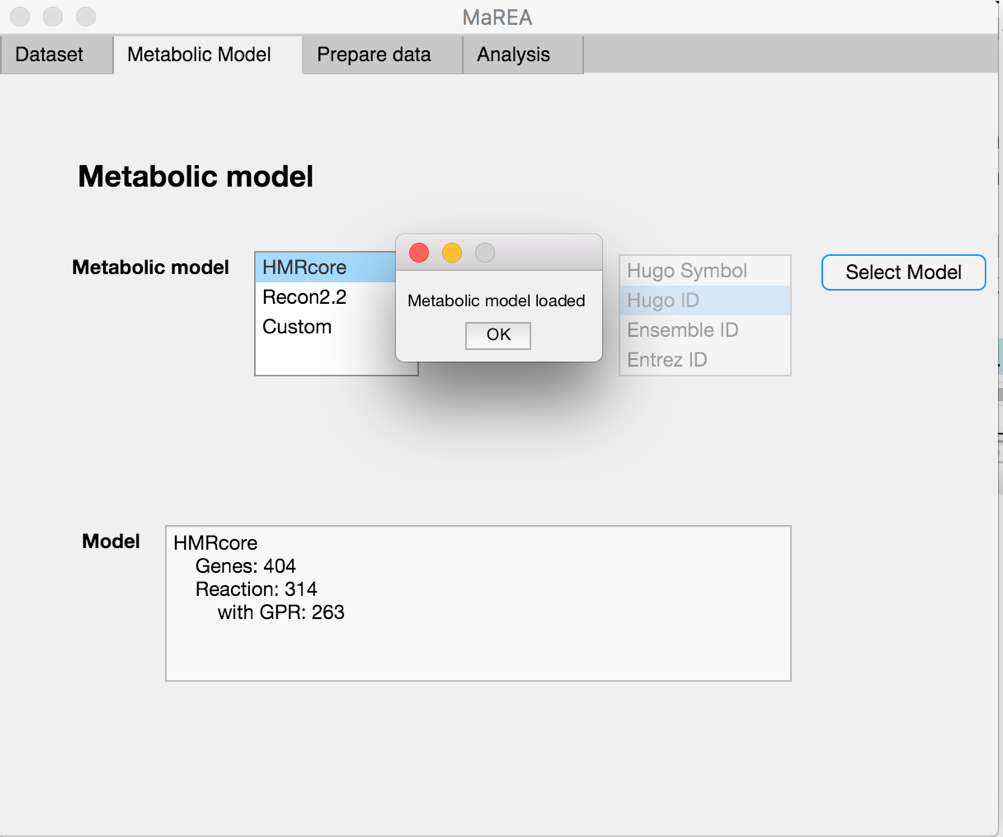 MaREA
Dataset
Metabolic Model
Prepare data
Analysis
Metabolic model
Metabolic model
HMRcore
Recon2.2
Custom
Metabolic model loaded
OK
Hugo Symbol
Hugo ID
Ensemble ID
Entrez ID
Select Model
Model
HMRcore
Genes: 404
Reaction: 314
with GPR: 263